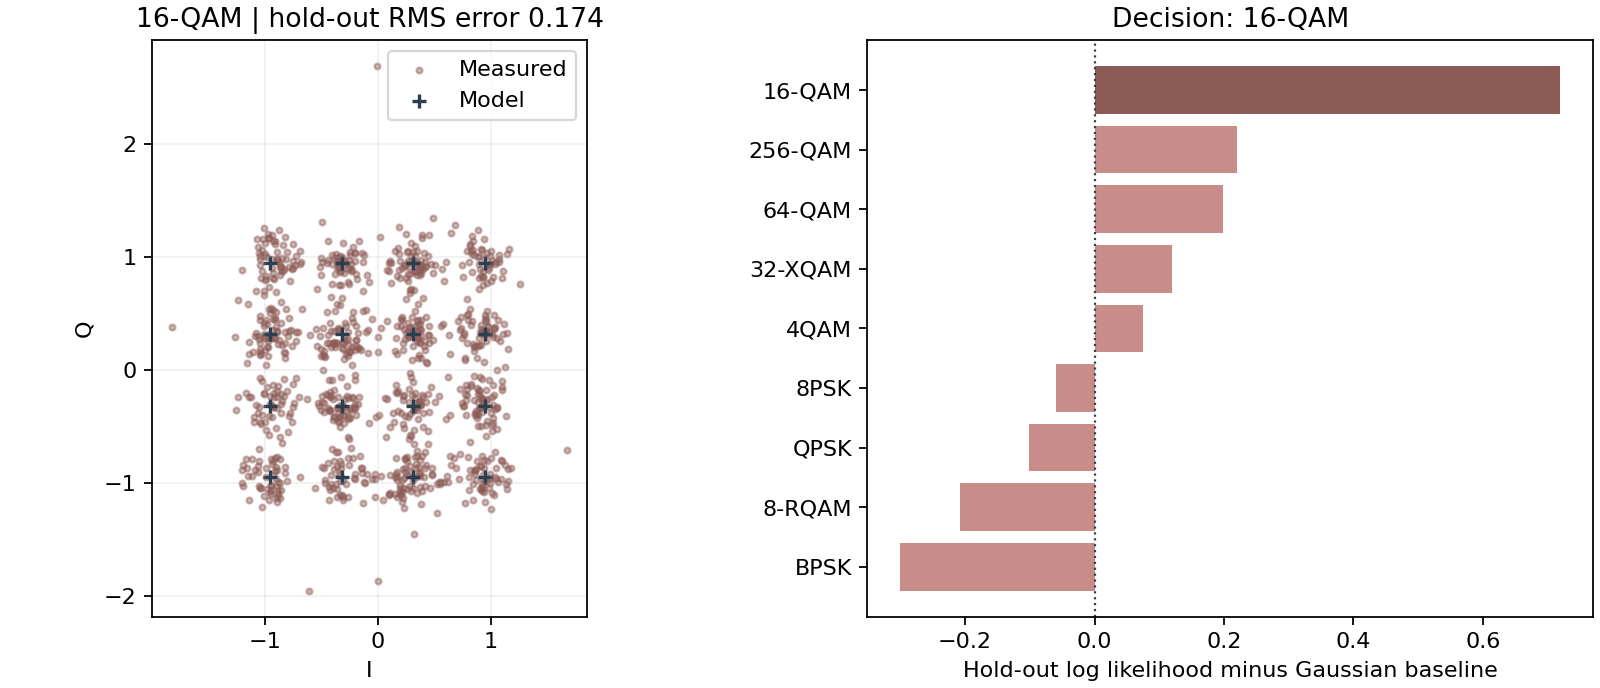 16-QAM | hold-out RMS error 0.174
Measured
Model
2
1
0
−1
−2
Q
−1
0
1
I
Decision: 16-QAM
16-QAM
256-QAM
64-QAM
32-XQAM
4QAM
8PSK
QPSK
8-RQAM
BPSK
−0.2
0.0
0.2
0.4
0.6
Hold-out log likelihood minus Gaussian baseline